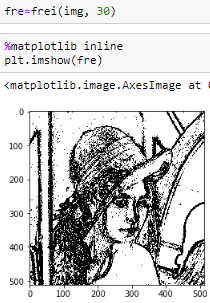 fre=frei(img, 30)
%matplotlib inline
plt.imshow(fre)
<matplotlib.image.AxesImage at
0
100
200
300
400
500
0 100 200 300 400 500